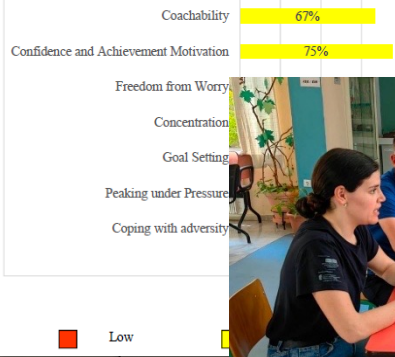 Coachability 67%
Confidence and Achievement Motivation 75%
Freedom from Worry
Concentration
Goal Setting
Peaking under Pressure
Coping with adversity
Low